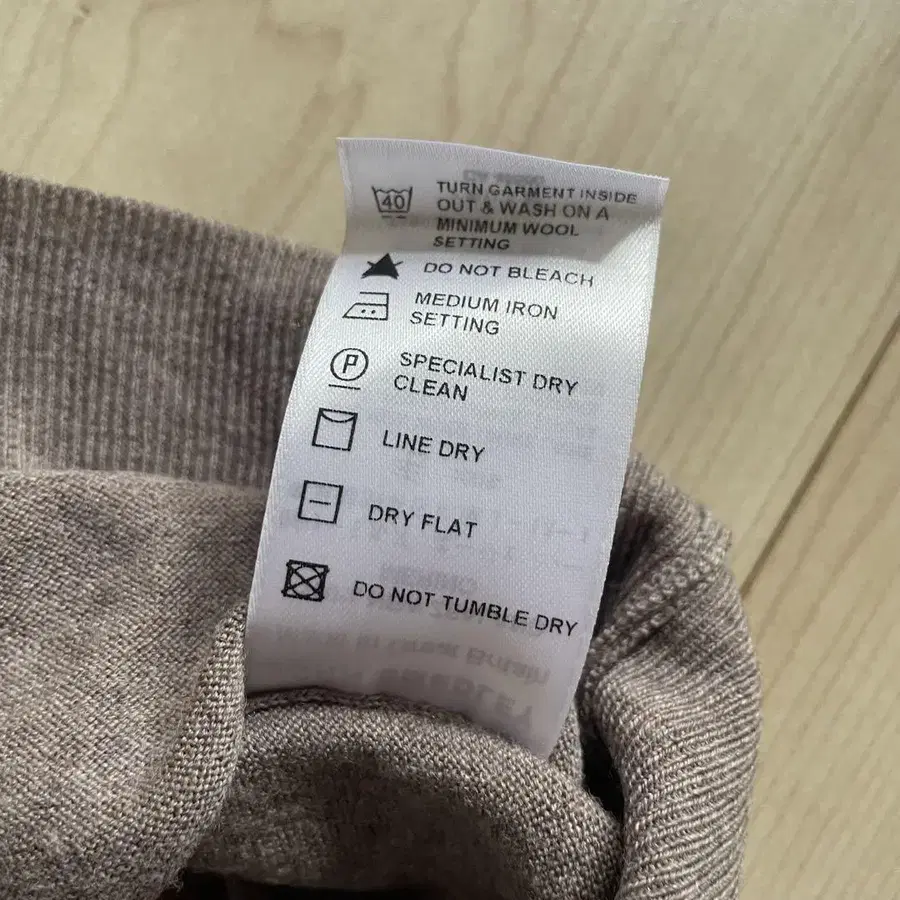 40
TURN GARMENT INSIDE
OUT & WASH ON A
MINIMUM WOOL
SETTING
DO NOT BLEACH
MEDIUM IRON
SETTING
P
SPECIALIST DRY
CLEAN
LINE DRY
DRY FLAT
DO NOT TUMBLE DRY